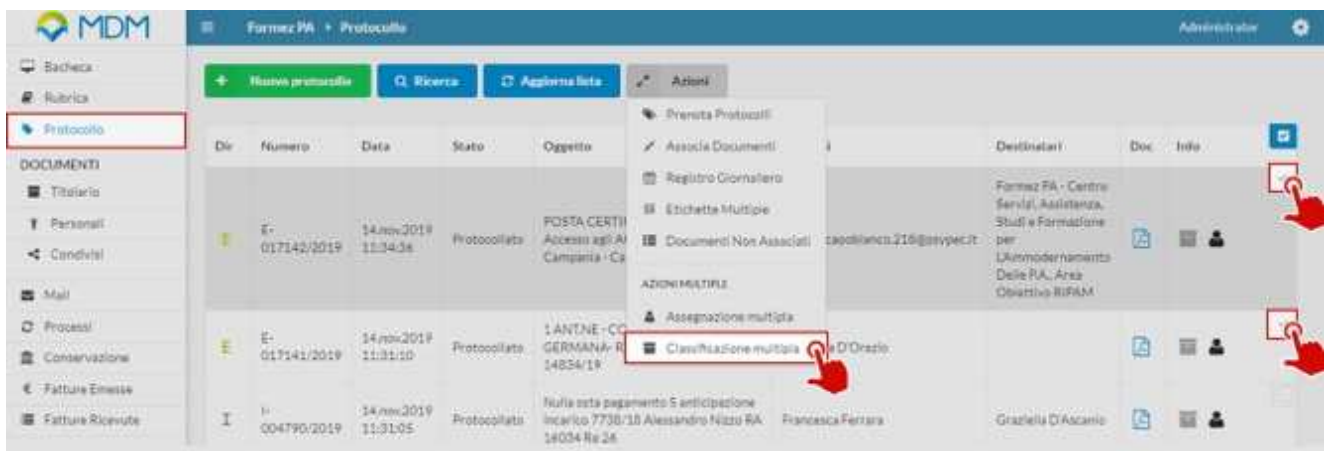 MDM
Formez PA
Protocollo
Administrator
Bacheca
Rubrica
Protocollo
DOCUMENTI
Titolario
Personali
Condivisi
Mail
Processi
Conservazione
Fatture Emesse
Fatture Ricevute
Nuovo protocollo
Ricerca
Aggiorna lista
Azioni
Prenota Protocolli
Associa Documenti
Registro Giornaliero
Etichette Multiple
Documenti Non Associati
AZIONI MULTIPLE
Assegnazione multipla
Classificazione multipla
Dir Numero Data Stato Oggetto Destinatari Doc Info
E
E-
017142/2019
14.nov.2019
11:34:36
Protocollato
POSTA CERTI
Accesso agli A
Campania - Ca
Formez PA - Centro
Servizi, Assistenza,
Studi e Formazione
per
L'Ammodernamento
Delle P.A., Area
Obiettivo RIPAM
E
E-
017141/2019
14.nov.2019
11:31:10
Protocollato
1 ANT.NE - CO
GERMANA- R
14834/19
D'Orazio
I
I-
004790/2019
14.nov.2019
11:31:05
Protocollato
Nulla osta pagamento 5 anticipazione
incarico 7738/18 Alessandro Nizzo RA
16034 Re 26
Francesca Ferrara
Graziella D'Ascanio